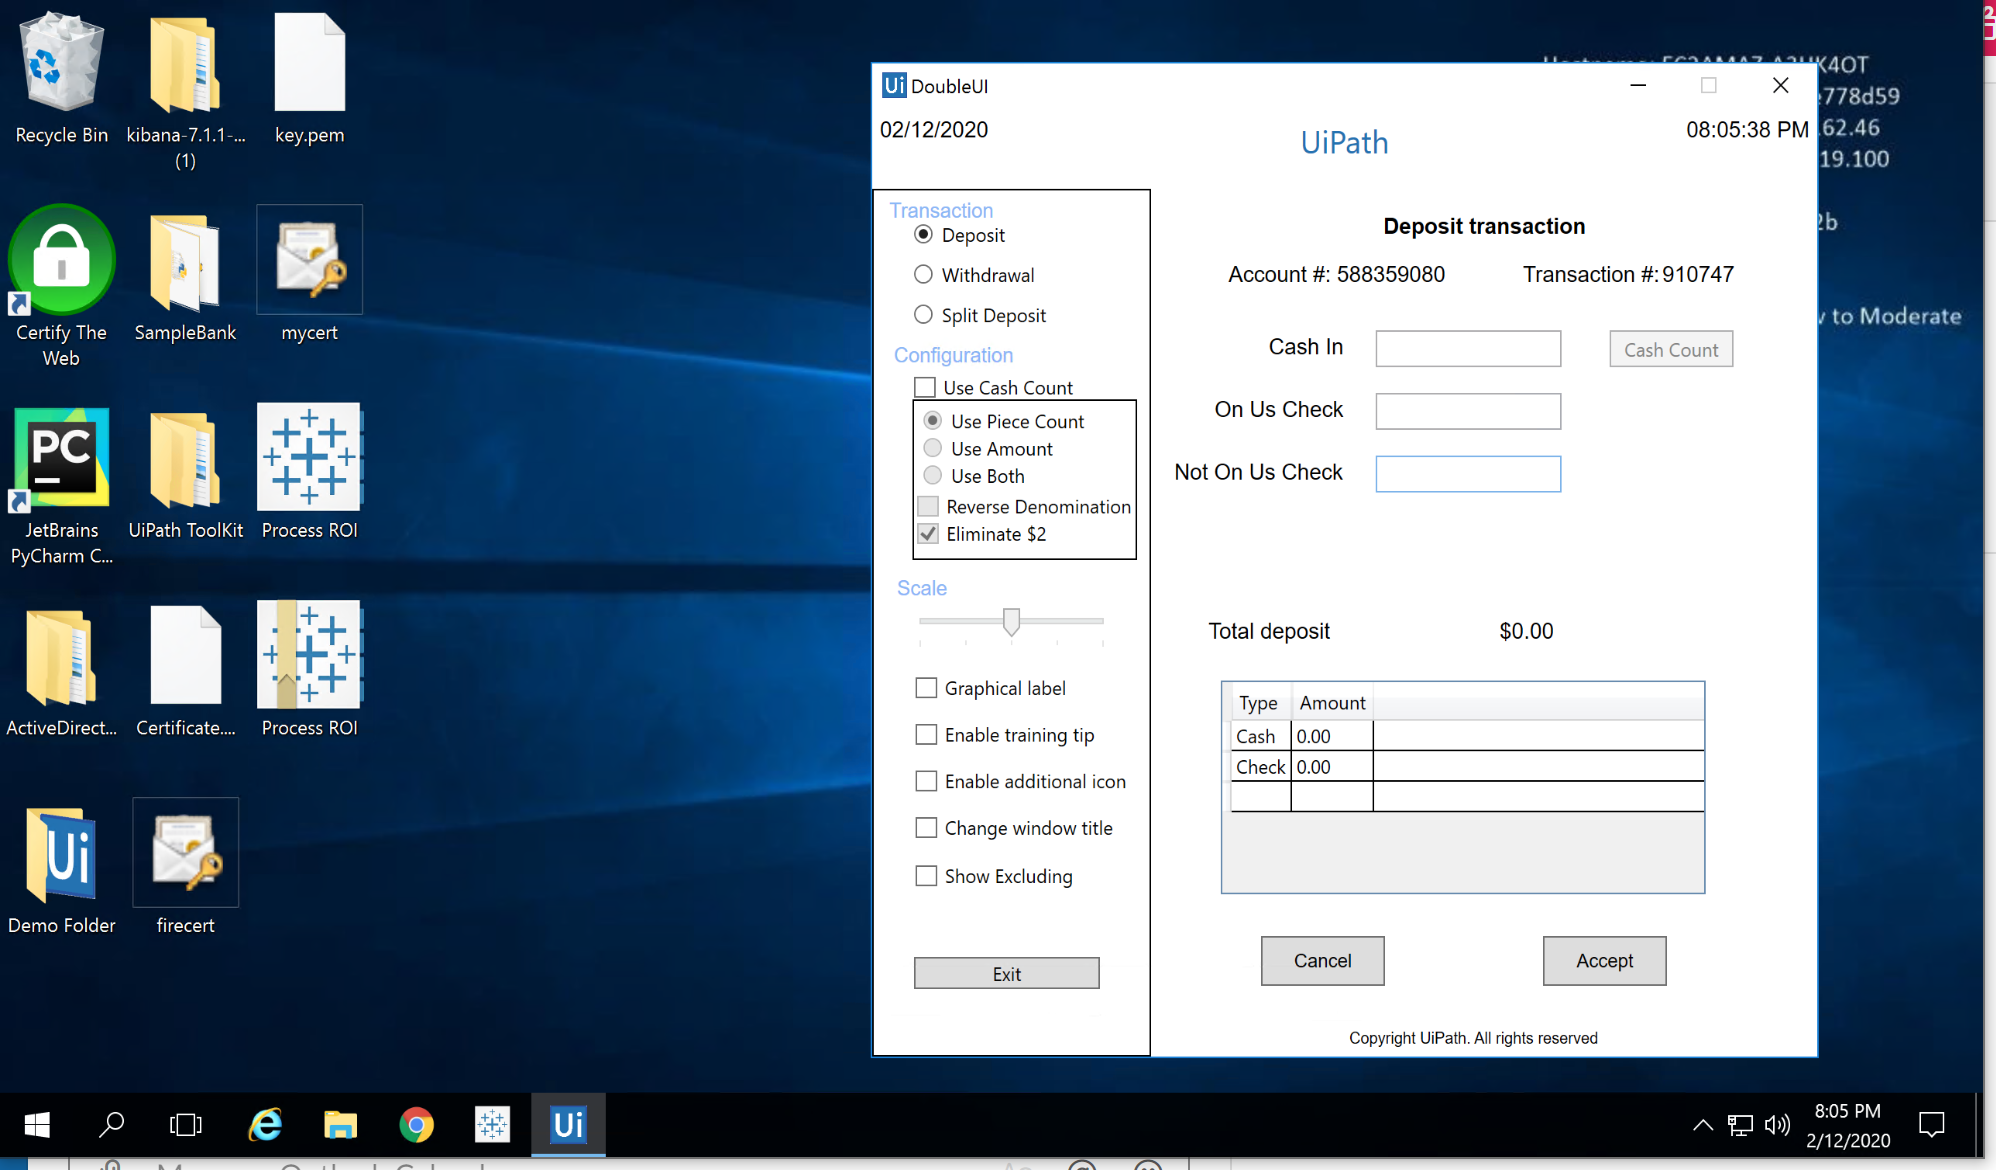 Recycle Bin
kibana-7.1.1-...
(1)
key.pem
Certify The
Web
SampleBank
mycert
PC
JetBrains
PyCharm C...
UiPath ToolKit
Process ROI
ActiveDirect...
Certificate....
Process ROI
Ui
Demo Folder
firecert
Ui DoubleUI
02/12/2020
UiPath
08:05:38 PM
Transaction
Deposit
Withdrawal
Split Deposit
Configuration
Use Cash Count
Use Piece Count
Use Amount
Use Both
Reverse Denomination
Eliminate $2
Scale
Graphical label
Enable training tip
Enable additional icon
Change window title
Show Excluding
Exit
Deposit transaction
Account #: 588359080 Transaction #: 910747
Cash In
Cash Count
On Us Check
Not On Us Check
Total deposit $0.00
Type Amount
Cash 0.00
Check 0.00
Cancel
Accept
Copyright UiPath. All rights reserved
778d59
62.46
19.100
2b
to Moderate
Ui
8:05 PM
2/12/2020